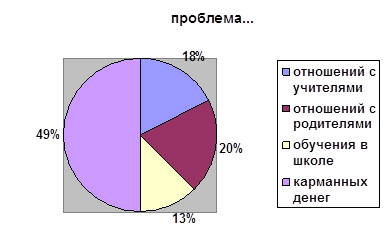 проблема...
18%
20%
13%
49%
отношений с
учителями
отношений с
родителями
обучения в
школе
карманных
денег